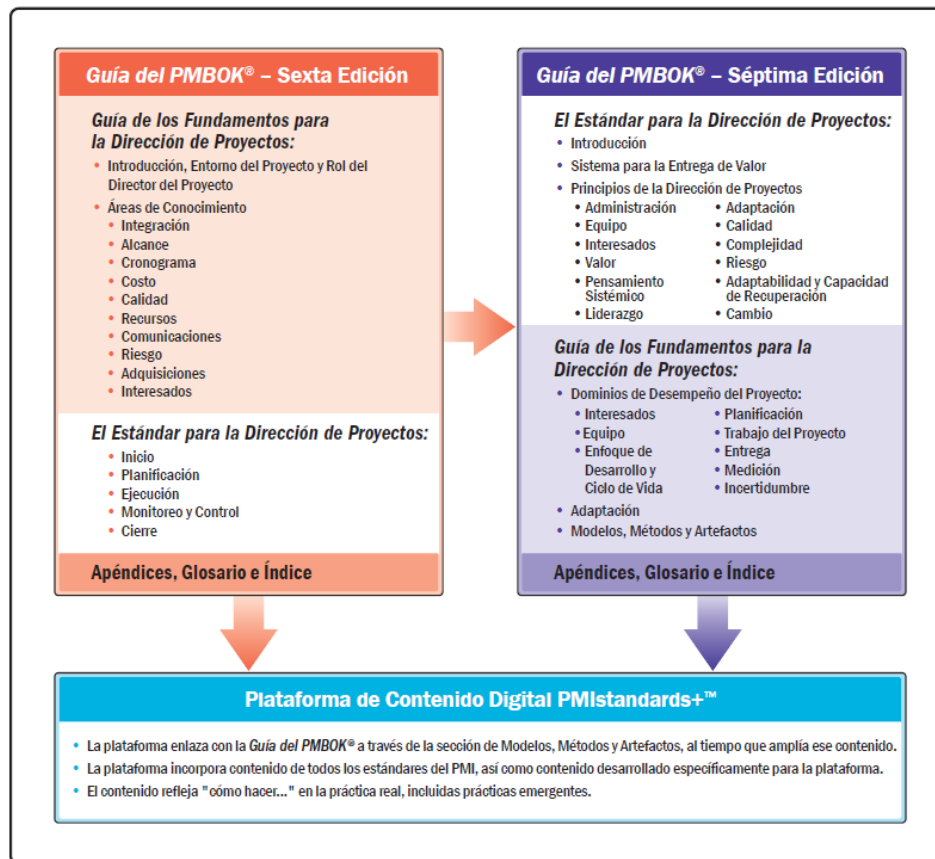 Guía del PMBOK® – Sexta Edición
Guía de los Fundamentos para
la Dirección de Proyectos:
• Introducción, Entorno del Proyecto y Rol del
Director del Proyecto
• Áreas de Conocimiento
• Integración
• Alcance
• Cronograma
• Costo
• Calidad
• Recursos
• Comunicaciones
• Riesgo
• Adquisiciones
• Interesados
El Estándar para la Dirección de Proyectos:
• Inicio
• Planificación
• Ejecución
• Monitoreo y Control
• Cierre
Apéndices, Glosario e Índice
Guía del PMBOK® – Séptima Edición
El Estándar para la Dirección de Proyectos:
• Introducción
• Sistema para la Entrega de Valor
• Principios de la Dirección de Proyectos
• Administración
• Equipo
• Interesados
• Valor
• Pensamiento
Sistémico
• Liderazgo
• Adaptación
• Calidad
• Complejidad
• Riesgo
• Adaptabilidad y Capacidad
de Recuperación
• Cambio
Guía de los Fundamentos para la
Dirección de Proyectos:
• Dominios de Desempeño del Proyecto:
• Interesados
• Equipo
• Enfoque de
Desarrollo y
Ciclo de Vida
• Planificación
• Trabajo del Proyecto
• Entrega
• Medición
• Incertidumbre
• Adaptación
• Modelos, Métodos y Artefactos
Apéndices, Glosario e Índice
Plataforma de Contenido Digital PMIstandards+™
• La plataforma enlaza con la Guía del PMBOK® a través de la sección de Modelos, Métodos y Artefactos, al tiempo que amplía ese contenido.
• La plataforma incorpora contenido de todos los estándares del PMI, así como contenido desarrollado específicamente para la plataforma.
• El contenido refleja "cómo hacer..." en la práctica real, incluidas prácticas emergentes.